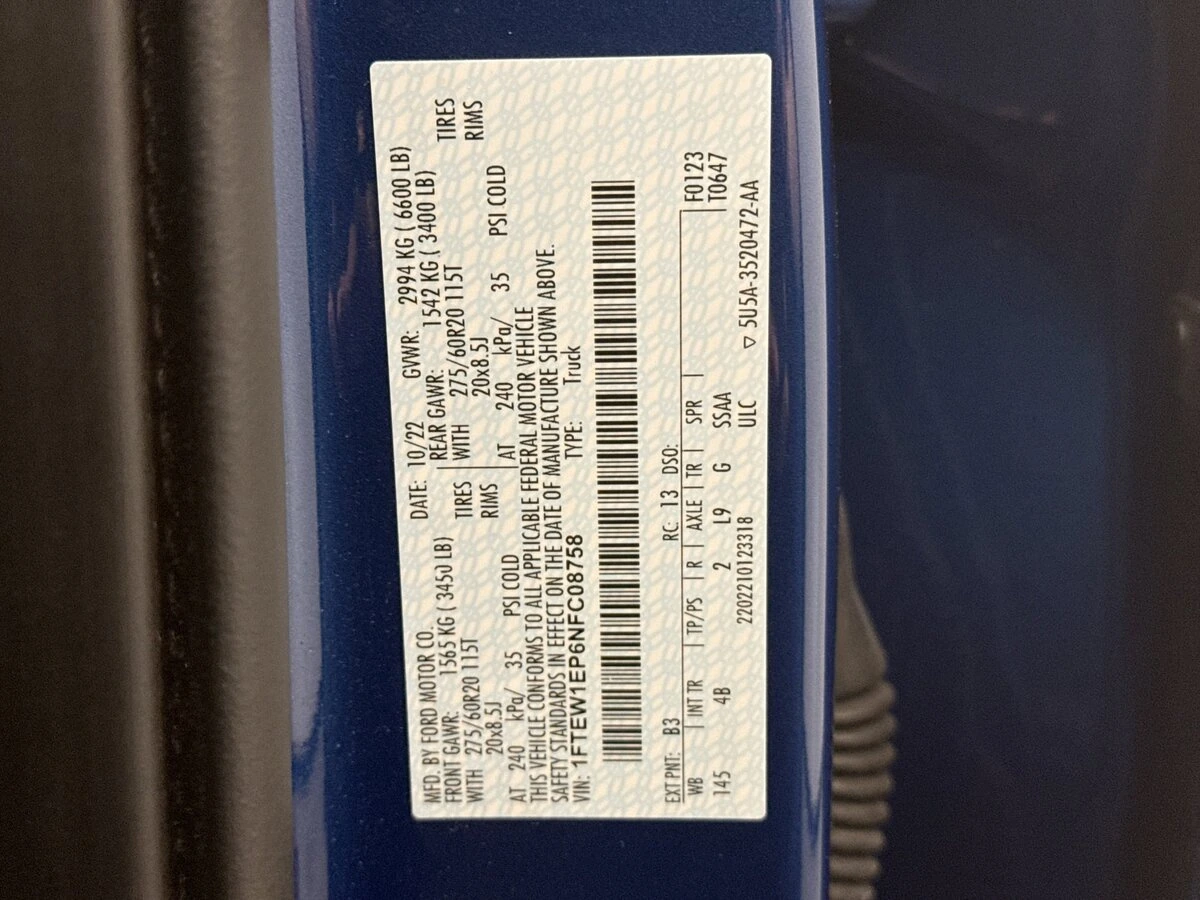 MFD. BY FORD MOTOR CO. DATE: 10/22 GVWR: 2994 KG ( 6600 LB)
FRONT GAWR: 1565 KG ( 3450 LB) REAR GAWR: 1542 KG ( 3400 LB)
WITH 275/60R20 115T TIRES WITH 275/60R20 115T TIRES
20x8.5J RIMS 20x8.5J RIMS
AT 240 kPa/ 35 PSI COLD AT 240 kPa/ 35 PSI COLD
THIS VEHICLE CONFORMS TO ALL APPLICABLE FEDERAL MOTOR VEHICLE
SAFETY STANDARDS IN EFFECT ON THE DATE OF MANUFACTURE SHOWN ABOVE.
VIN: 1FTEW1EP6NFC08758 TYPE: Truck
EXT PNT: B3 RC: 13 DSO:
WB INT TR TP/PS R AXLE TR SPR F0123
145 4B 2 L9 G SSAA T0647
2202210123318 ULC ▽ 5U5A-3520472-AA